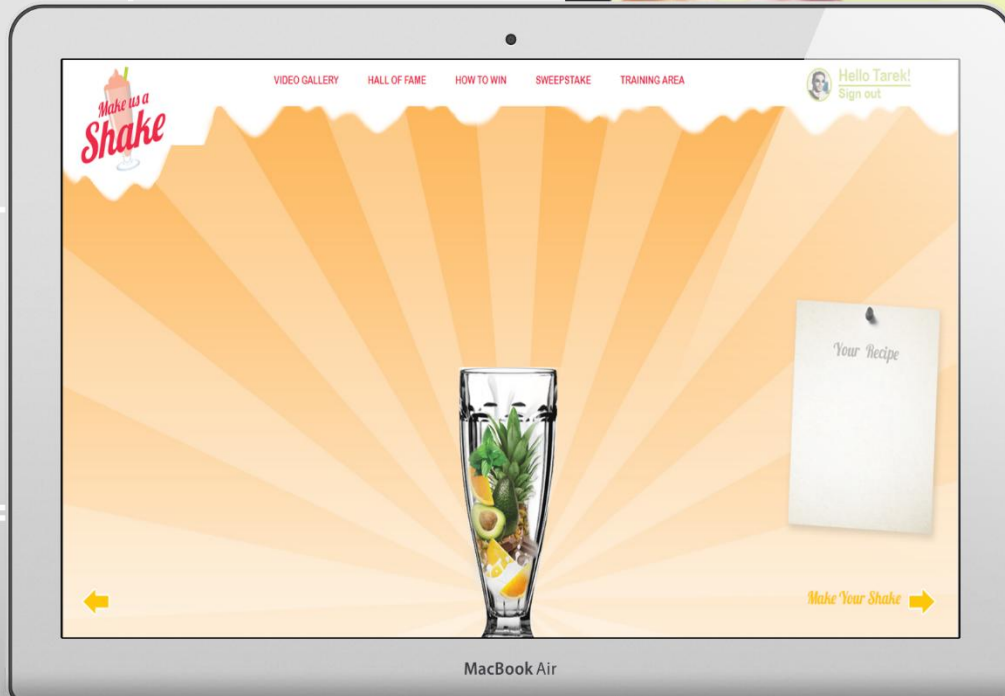 Make us a
Shake
VIDEO GALLERY
HALL OF FAME
HOW TO WIN
SWEEPSTAKE
TRAINING AREA
Hello Tarek!
Sign out
Your Recipe
Make Your Shake
MacBook Air